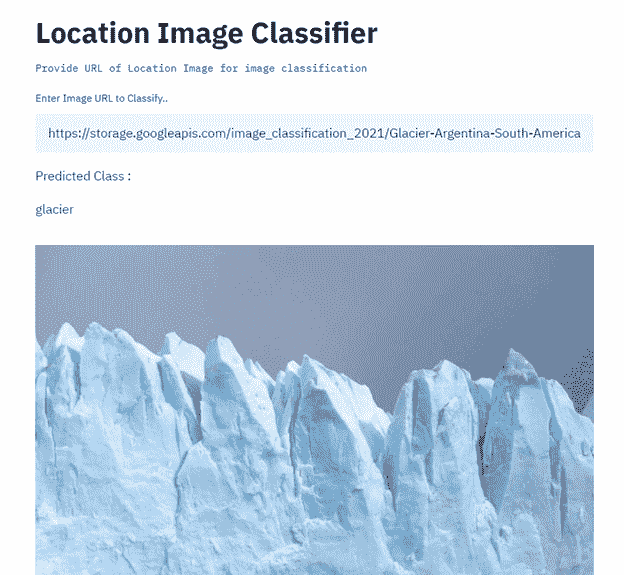 Location Image Classifier
Provide URL of Location Image for image classification
Enter Image URL to Classify..
https://storage.googleapis.com/image_classification_2021/Glacier-Argentina-South-America
Predicted Class :
glacier